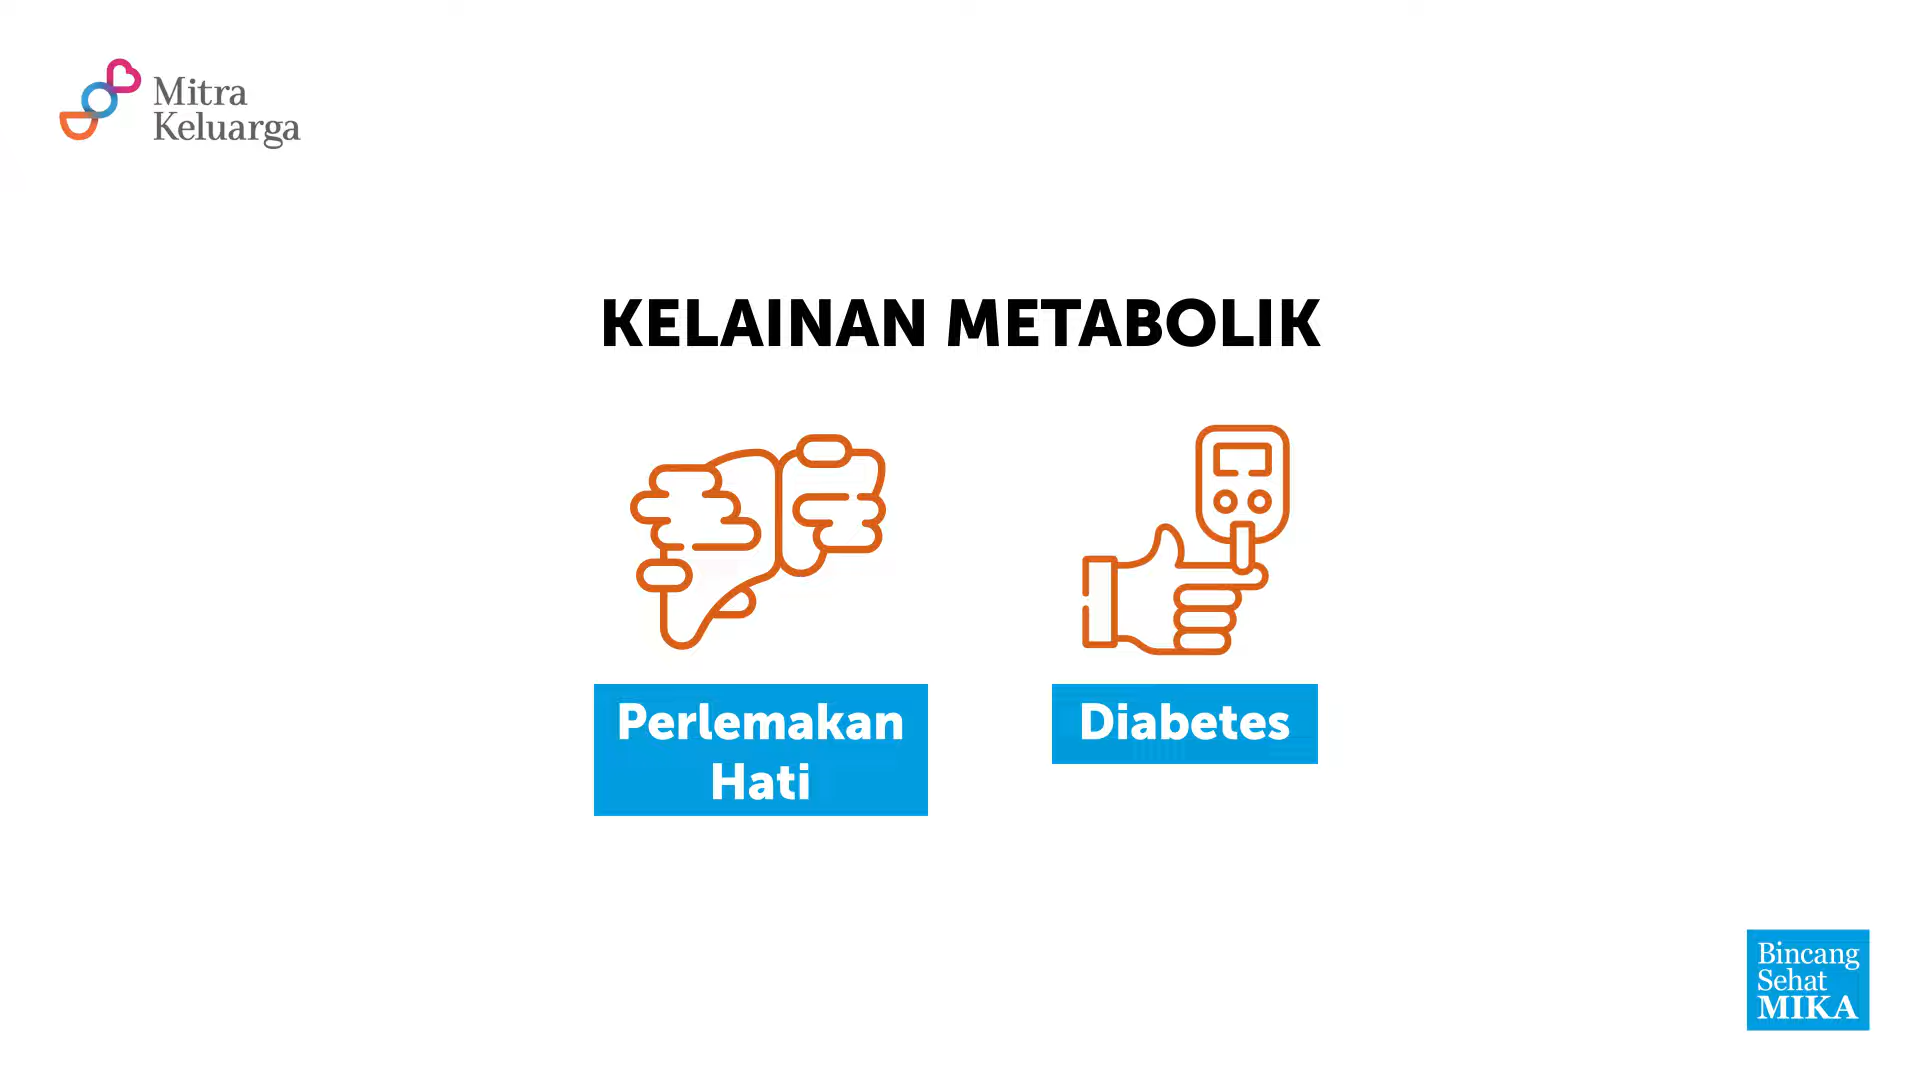 Mitra
Keluarga
KELAINAN METABOLIK
Perlemakan
Hati
Diabetes
Bincang
Sehat
MIKA